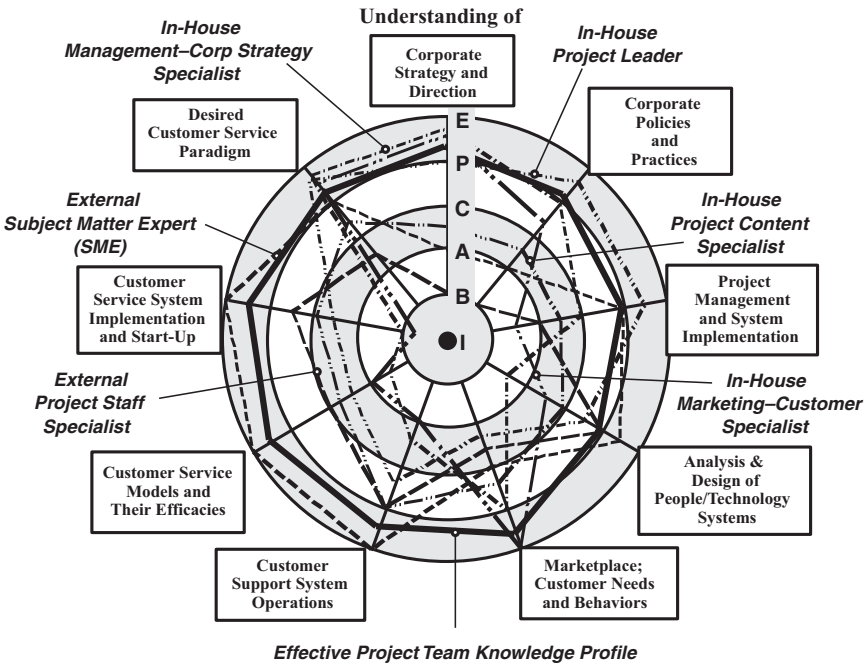 Understanding of
Corporate
Strategy and
Direction
In-House
Management–Corp Strategy
Specialist
In-House
Project Leader
Desired
Customer Service
Paradigm
Corporate
Policies
and
Practices
E
P
C
A
B
I
External
Subject Matter Expert
(SME)
In-House
Project Content
Specialist
Customer
Service System
Implementation
and Start-Up
Project
Management
and System
Implementation
External
Project Staff
Specialist
In-House
Marketing–Customer
Specialist
Customer Service
Models and
Their Efficacies
Analysis &
Design of
People/Technology
Systems
Customer
Support System
Operations
Marketplace;
Customer Needs
and Behaviors
Effective Project Team Knowledge Profile